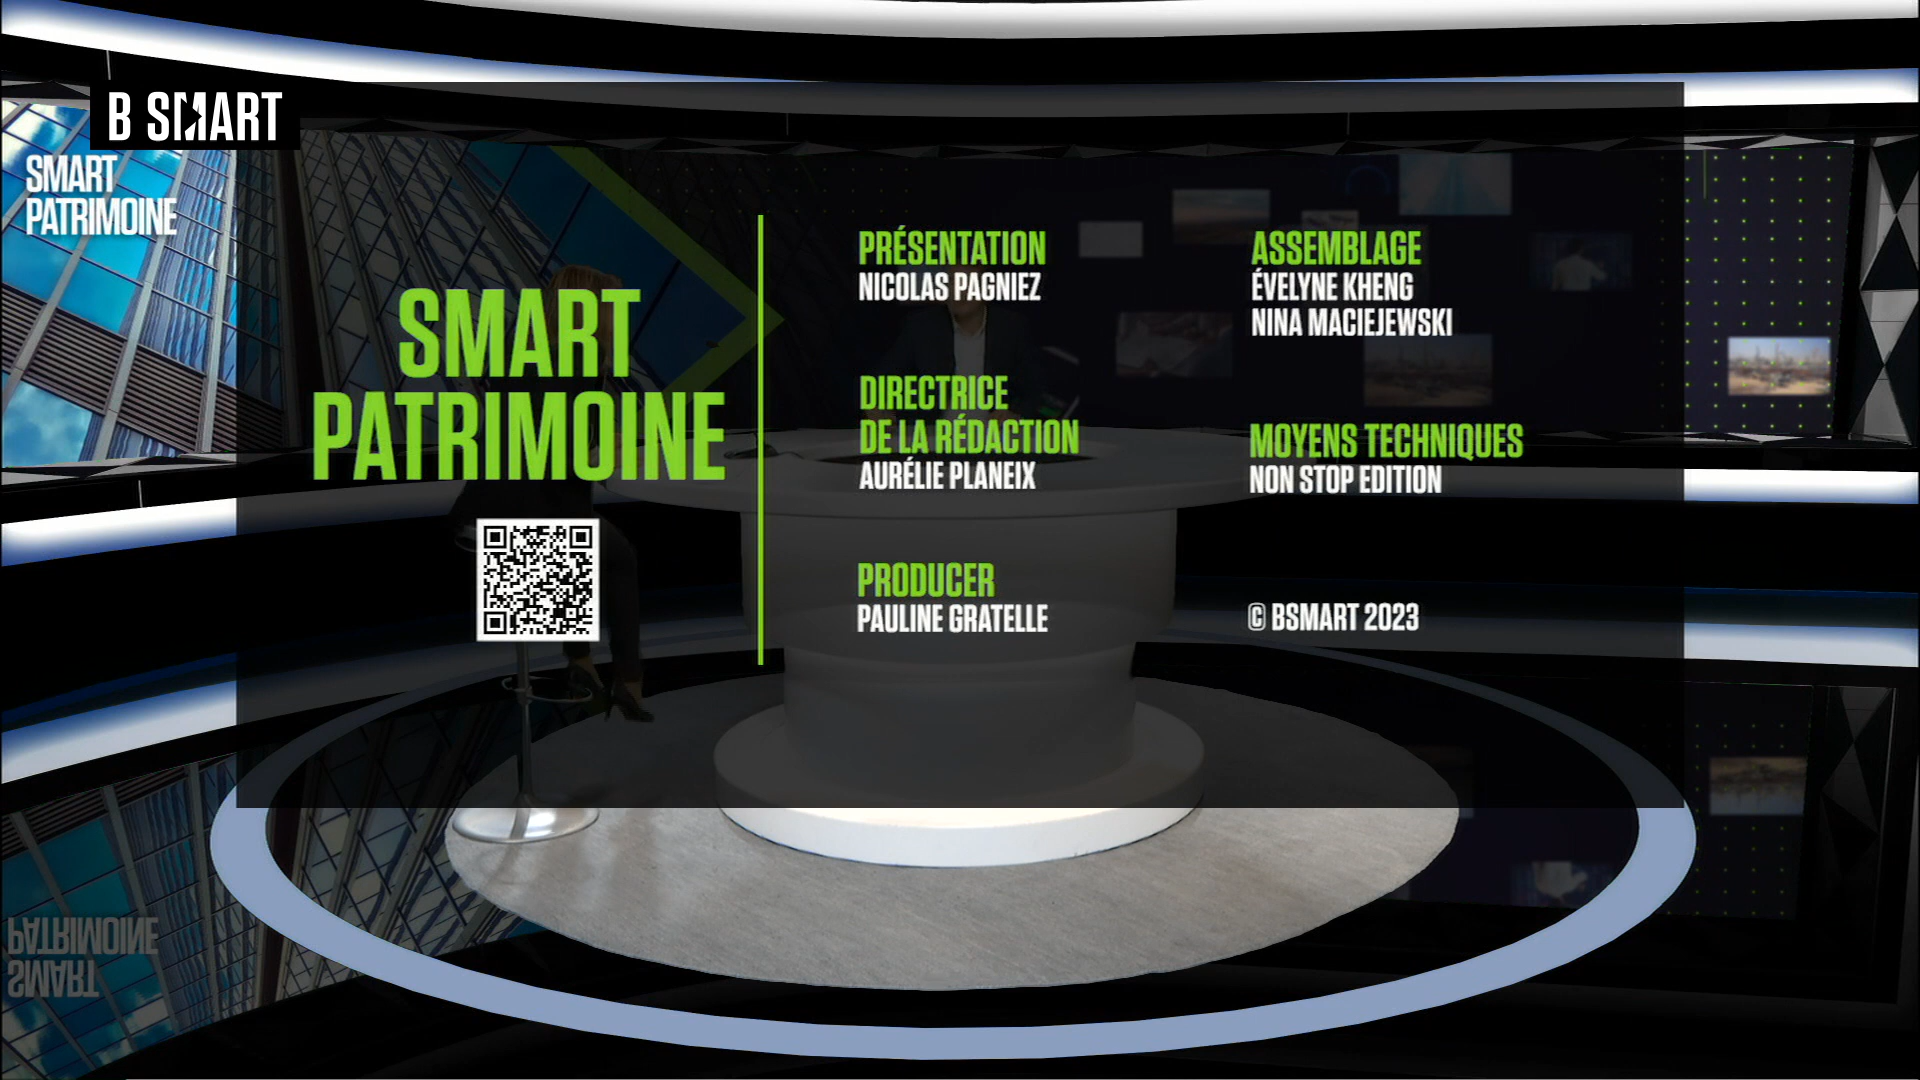 B SMART
SMART
PATRIMOINE
SMART
PATRIMOINE
PRÉSENTATION
NICOLAS PAGNIEZ
DIRECTRICE
DE LA RÉDACTION
AURÉLIE PLANEIX
PRODUCER
PAULINE GRATELLE
ASSEMBLAGE
ÉVELYNE KHENG
NINA MACIEJEWSKI
MOYENS TECHNIQUES
NON STOP EDITION
© BSMART 2023
PATRIMOINE
SMART